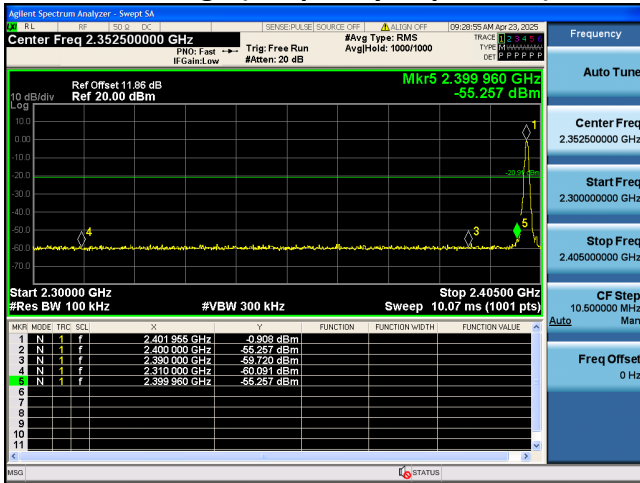 Agilent Spectrum Analyzer - Swept SA
RL RF 50 Ω DC SENSE:PULSE SOURCE OFF ALIGN OFF 09:28:55 AM Apr 23, 2025
Center Freq 2.352500000 GHz
PNO: Fast
IFGain:Low
Trig: Free Run
#Atten: 20 dB
#Avg Type: RMS
Avg|Hold: 1000/1000
TRACE 1 2 3 4 5 6
TYPE M
DET P P P P P P
Ref Offset 11.86 dB
10 dB/div Ref 20.00 dBm
Mkr5 2.399 960 GHz
-55.257 dBm
Log
10.0
0.00
-10.0
-20.0
-30.0
-40.0
-50.0
-60.0
-70.0
1
4
3
5
Start 2.30000 GHz Stop 2.40500 GHz
#Res BW 100 kHz #VBW 300 kHz Sweep 10.07 ms (1001 pts)
MKR MODE TRC SCL X Y FUNCTION FUNCTION WIDTH FUNCTION VALUE
1 N 1 f 2.401 955 GHz -0.908 dBm
2 N 1 f 2.400 000 GHz -55.257 dBm
3 N 1 f 2.390 000 GHz -59.720 dBm
4 N 1 f 2.310 000 GHz -60.091 dBm
5 N 1 f 2.399 960 GHz -55.257 dBm
6
7
8
9
10
11
MSG STATUS
Frequency
Auto Tune
Center Freq
2.352500000 GHz
Start Freq
2.300000000 GHz
Stop Freq
2.405000000 GHz
CF Step
10.500000 MHz
Auto Man
Freq Offset
0 Hz